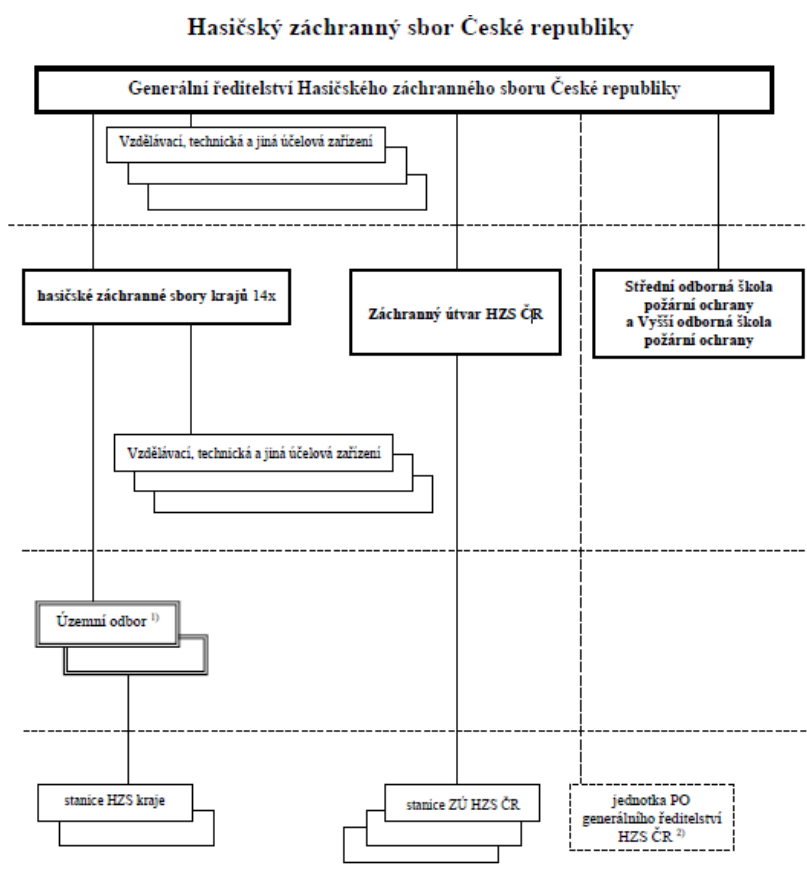 Hasičský záchranný sbor České republiky
Generální ředitelství Hasičského záchranného sboru České republiky
Vzdělávací, technická a jiná účelová zařízení
hasičské záchranné sbory krajů 14x
Záchranný útvar HZS ČR
Střední odborná škola
požární ochrany
a Vyšší odborná škola
požární ochrany
Vzdělávací, technická a jiná účelová zařízení
Územní odbor 1)
stanice HZS kraje
stanice ZÚ HZS ČR
jednotka PO
generálního ředitelství
HZS ČR 2)